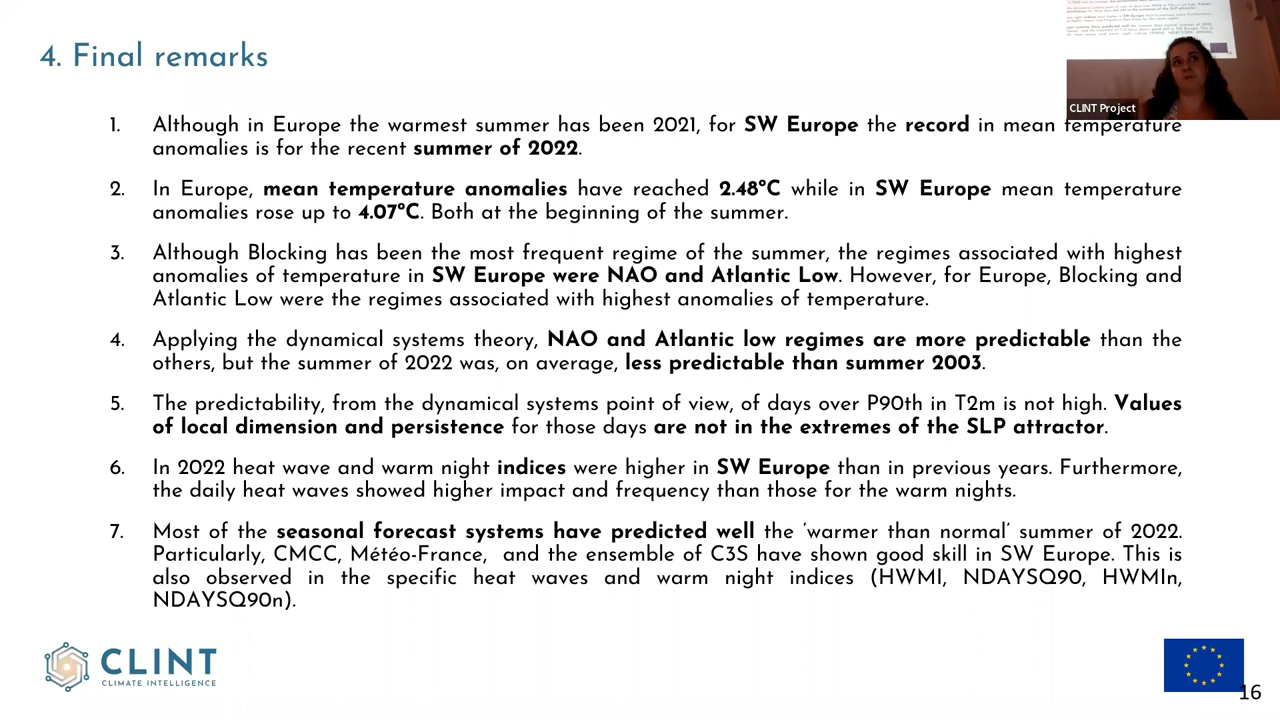 4. Final remarks
CLINT Project
1. Although in Europe the warmest summer has been 2021, for SW Europe the record in mean temperature
anomalies is for the recent summer of 2022.
2. In Europe, mean temperature anomalies have reached 2.48ºC while in SW Europe mean temperature
anomalies rose up to 4.07ºC. Both at the beginning of the summer.
3. Although Blocking has been the most frequent regime of the summer, the regimes associated with highest
anomalies of temperature in SW Europe were NAO and Atlantic Low. However, for Europe, Blocking and
Atlantic Low were the regimes associated with highest anomalies of temperature.
4. Applying the dynamical systems theory, NAO and Atlantic low regimes are more predictable than the
others, but the summer of 2022 was, on average, less predictable than summer 2003.
5. The predictability, from the dynamical systems point of view, of days over P90th in T2m is not high. Values
of local dimension and persistence for those days are not in the extremes of the SLP attractor.
6. In 2022 heat wave and warm night indices were higher in SW Europe than in previous years. Furthermore,
the daily heat waves showed higher impact and frequency than those for the warm nights.
7. Most of the seasonal forecast systems have predicted well the ‘warmer than normal’ summer of 2022.
Particularly, CMCC, Météo-France, and the ensemble of C3S have shown good skill in SW Europe. This is
also observed in the specific heat waves and warm night indices (HWMI, NDAYSQ90, HWMIn,
NDAYSQ90n).
CLINT
CLIMATE INTELLIGENCE
16